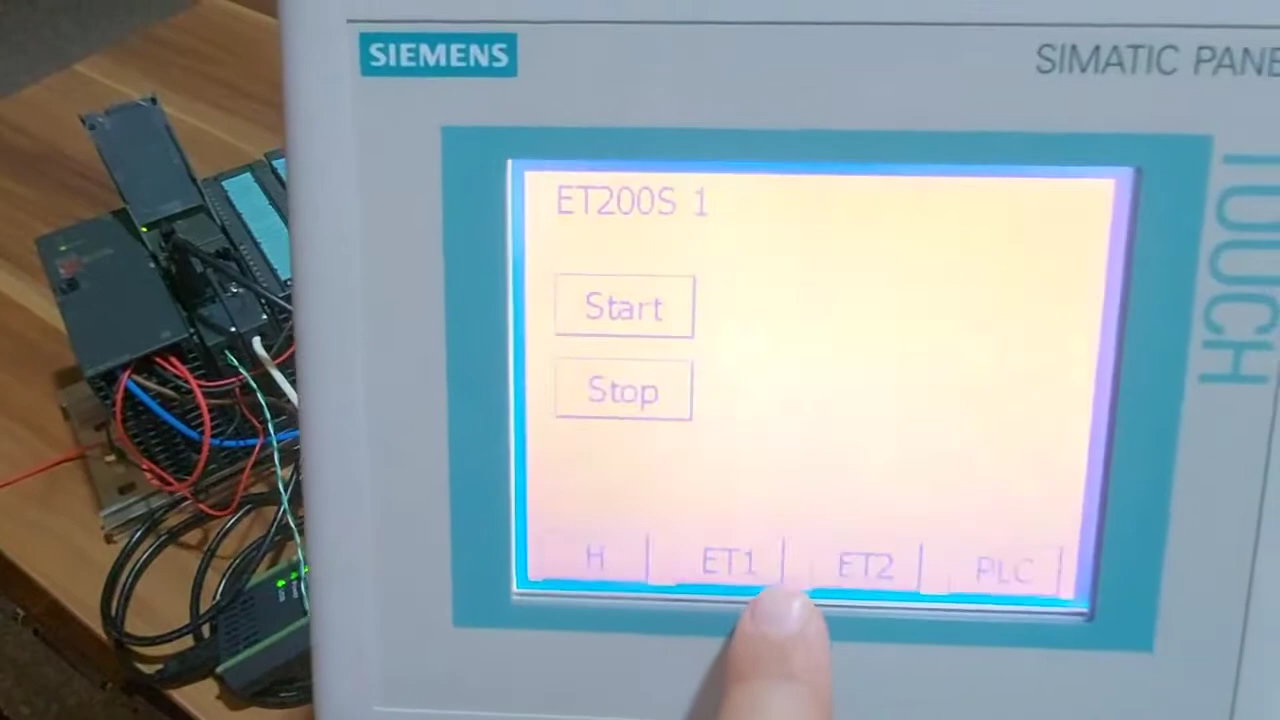 SIEMENS
SIMATIC PANE
TOUCH
ET200S 1
Start
Stop
H ET1 ET2 PLC